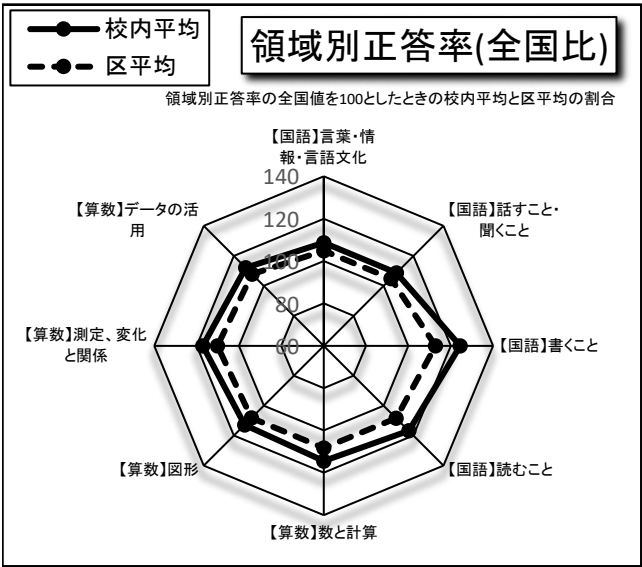 校内平均
区平均
領域別正答率(全国比)
領域別正答率の全国値を100としたときの校内平均と区平均の割合
【国語】言葉・情
報・言語文化
【国語】話すこと・
聞くこと
【国語】書くこと
【国語】読むこと
【算数】数と計算
【算数】図形
【算数】測定、変化
と関係
【算数】データの活
用
140
120
100
80
60